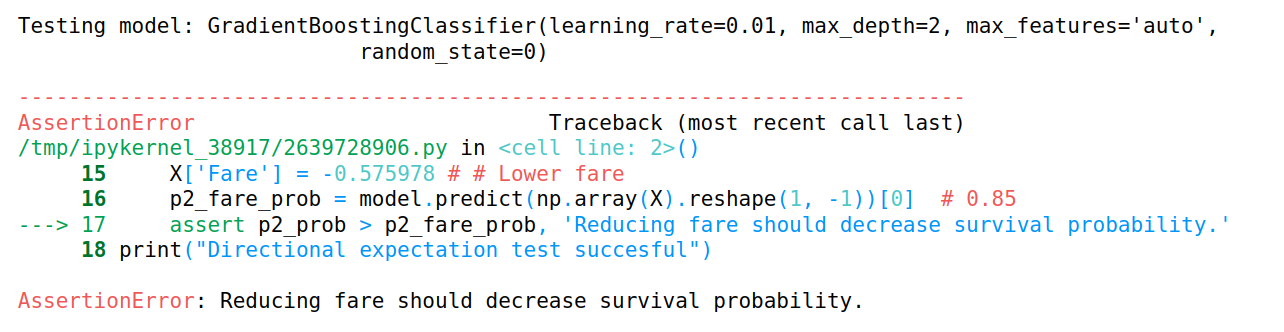 Testing model: GradientBoostingClassifier(learning_rate=0.01, max_depth=2, max_features='auto',
                           random_state=0)
---------------------------------------------------------------------------
AssertionError                            Traceback (most recent call last)
/tmp/ipykernel_38917/2639728906.py in <cell line: 2>()
     15     X['Fare'] = -0.575978 # # Lower fare
     16     p2_fare_prob = model.predict(np.array(X).reshape(1, -1))[0]  # 0.85
---> 17     assert p2_prob > p2_fare_prob, 'Reducing fare should decrease survival probability.'
     18 print("Directional expectation test succesful")
AssertionError: Reducing fare should decrease survival probability.